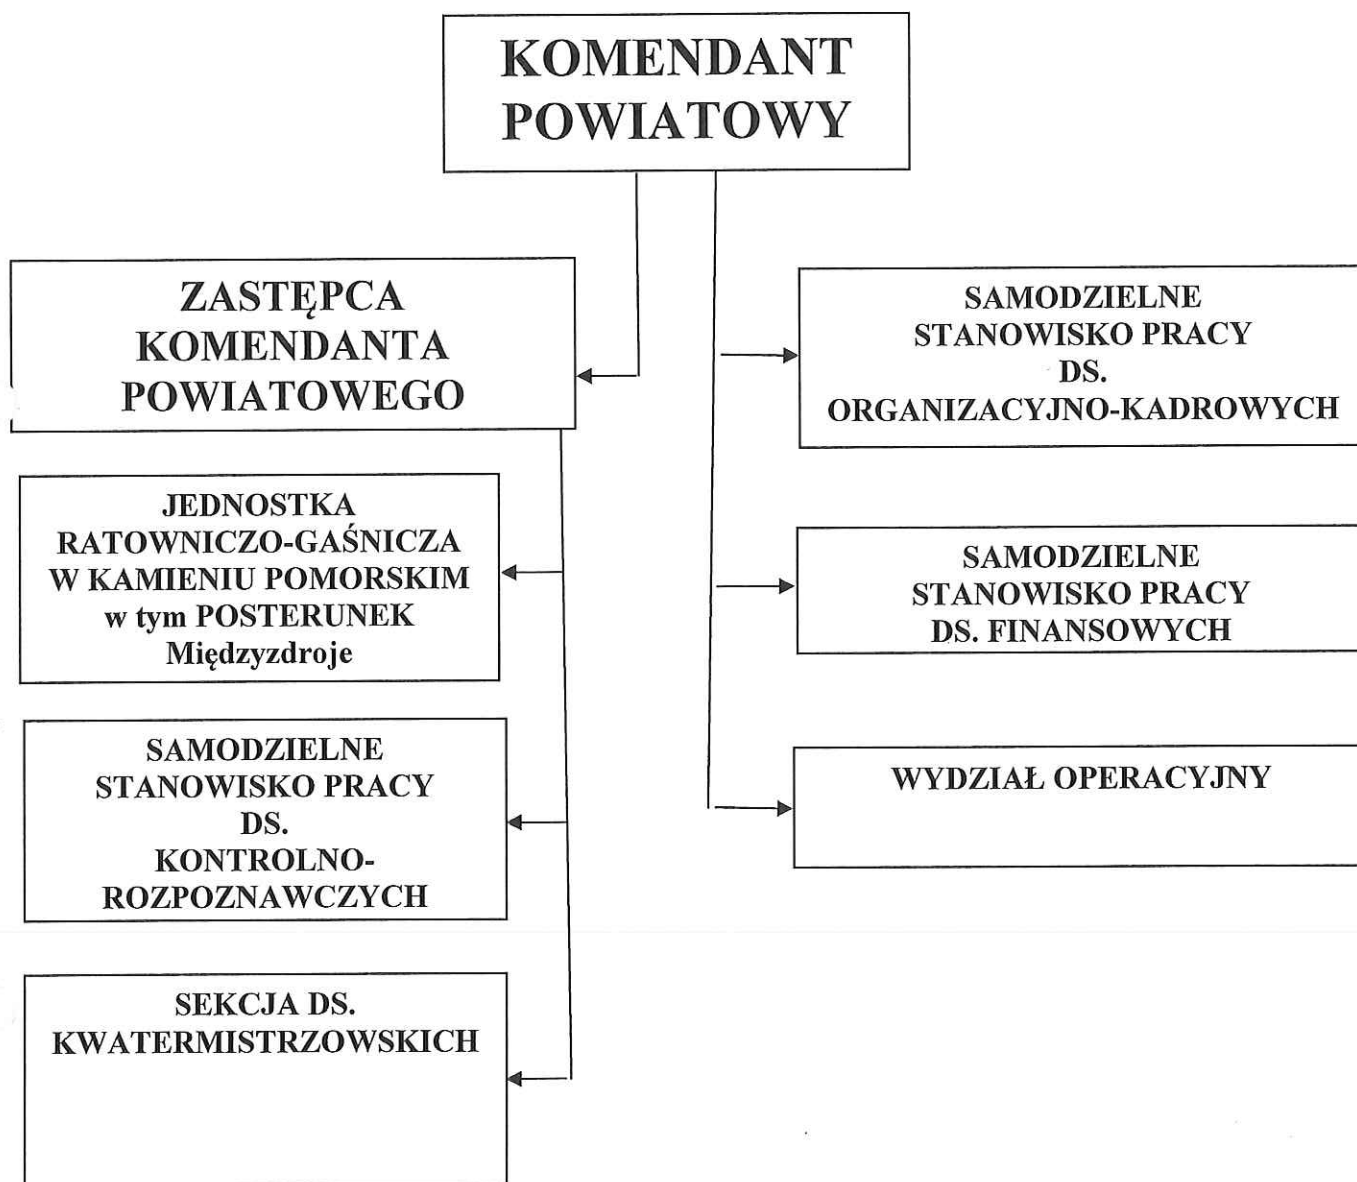 KOMENDANT
POWIATOWY
ZASTĘPCA
KOMENDANTA
POWIATOWEGO
JEDNOSTKA
RATOWNICZO-GAŚNICZA
W KAMIENIU POMORSKIM
w tym POSTERUNEK
Międzyzdroje
SAMODZIELNE
STANOWISKO PRACY
DS.
KONTROLNO-
ROZPOZNAWCZYCH
SEKCJA DS.
KWATERMISTRZOWSKICH
SAMODZIELNE
STANOWISKO PRACY
DS.
ORGANIZACYJNO-KADROWYCH
SAMODZIELNE
STANOWISKO PRACY
DS. FINANSOWYCH
WYDZIAŁ OPERACYJNY